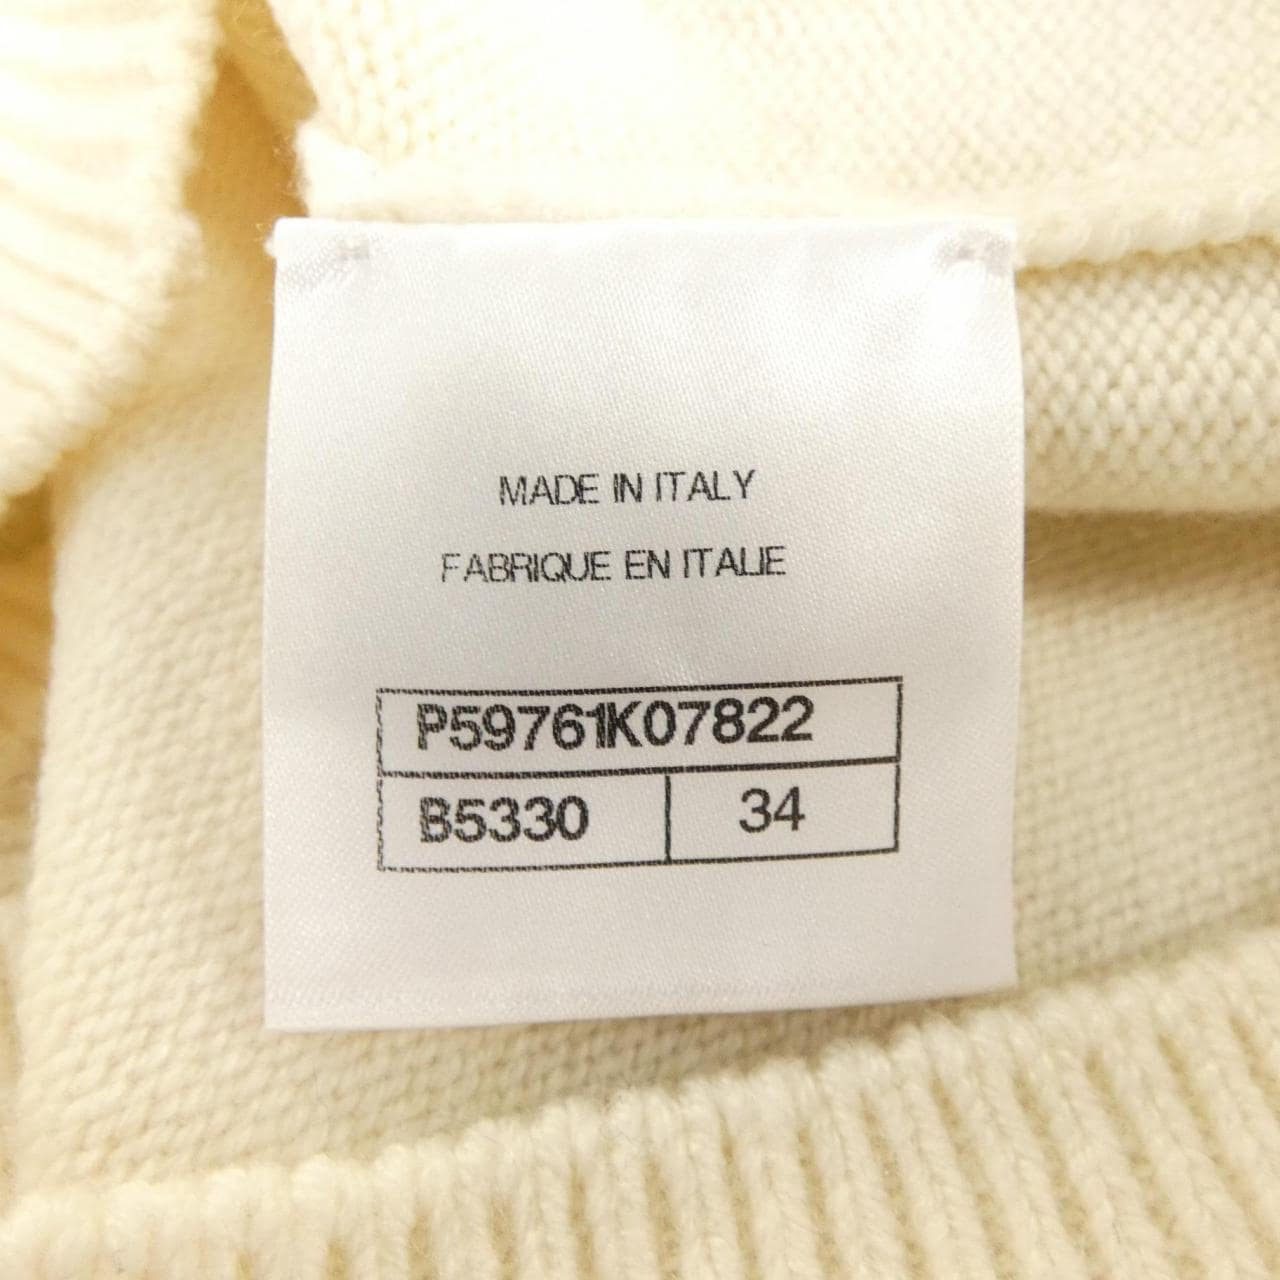 MADE IN ITALY
FABRIQUE EN ITALIE
P59761K07822
B5330 34